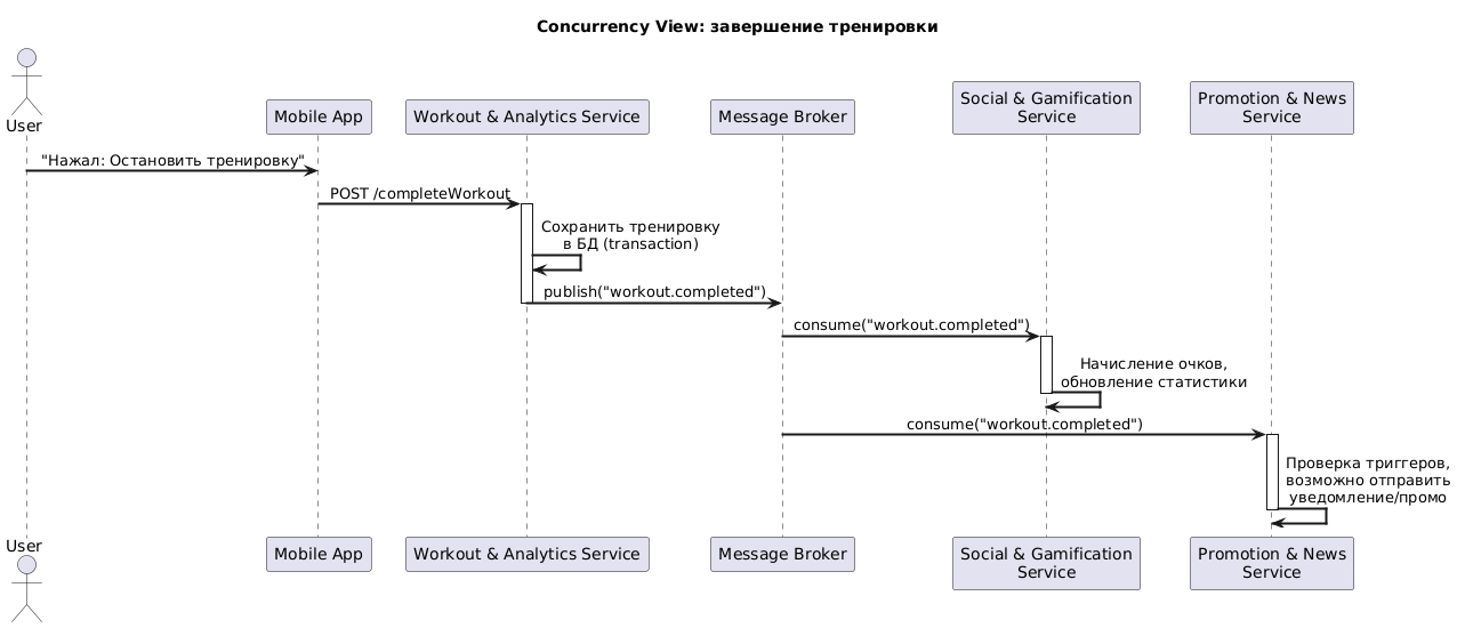 Concurrency View: завершение тренировки
User
Mobile App
Workout & Analytics Service
Message Broker
Social & Gamification
Service
Promotion & News
Service
"Нажал: Остановить тренировку"
POST /completeWorkout
Сохранить тренировку
в БД (transaction)
publish("workout.completed")
consume("workout.completed")
Начисление очков,
обновление статистики
consume("workout.completed")
Проверка триггеров,
возможно отправить
уведомление/промо
User
Mobile App
Workout & Analytics Service
Message Broker
Social & Gamification
Service
Promotion & News
Service